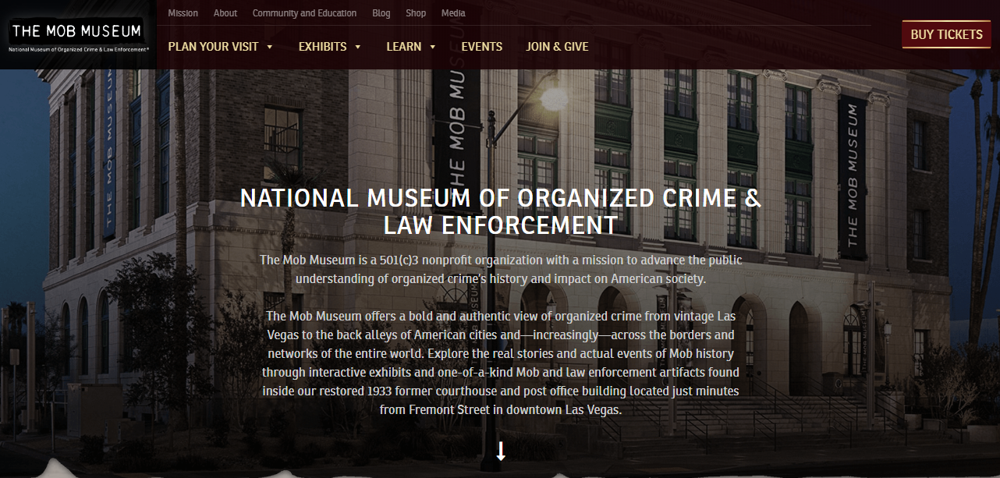 Mission About Community and Education Blog Shop Media
THE MOB MUSEUM
National Museum of Organized Crime & Law Enforcement®
PLAN YOUR VISIT EXHIBITS LEARN EVENTS JOIN & GIVE
BUY TICKETS
THE MOB MUSEUM
THE MOB MUSEUM
THE MOB MUSEUM
NATIONAL MUSEUM OF ORGANIZED CRIME &
LAW ENFORCEMENT
The Mob Museum is a 501(c)3 nonprofit organization with a mission to advance the public
understanding of organized crime's history and impact on American society.
The Mob Museum offers a bold and authentic view of organized crime from vintage Las
Vegas to the back alleys of American cities and—increasingly—across the borders and
networks of the entire world. Explore the real stories and actual events of Mob history
through interactive exhibits and one-of-a-kind Mob and law enforcement artifacts found
inside our restored 1933 former courthouse and post office building located just minutes
from Fremont Street in downtown Las Vegas.